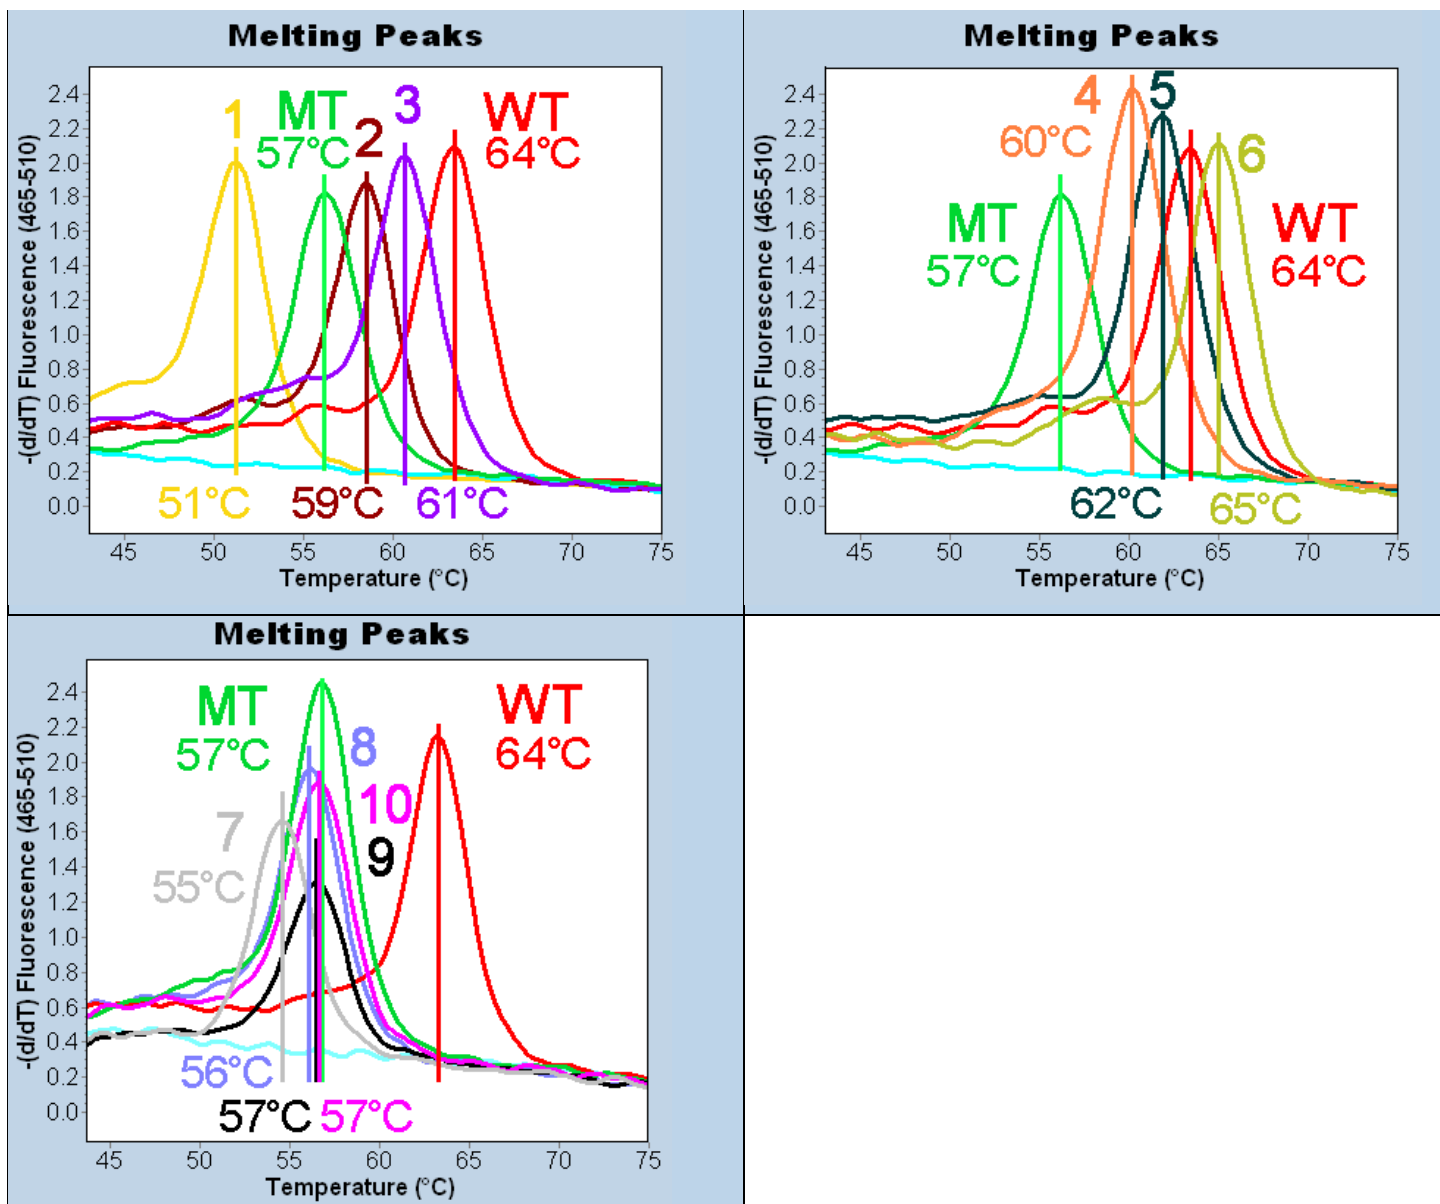 Melting Peaks
-(d/dT) Fluorescence (465-510)
2.4
2.2
2.0
1.8
1.6
1.4
1.2
1.0
0.8
0.6
0.4
0.2
0.0
1
MT
57°C
2
3
WT
64°C
51°C
59°C
61°C
45
50
55
60
65
70
75
Temperature (°C)
Melting Peaks
-(d/dT) Fluorescence (465-510)
2.4
2.2
2.0
1.8
1.6
1.4
1.2
1.0
0.8
0.6
0.4
0.2
0.0
4
60°C
5
6
MT
57°C
WT
64°C
62°C
65°C
45
50
55
60
65
70
75
Temperature (°C)
Melting Peaks
-(d/dT) Fluorescence (465-510)
2.4
2.2
2.0
1.8
1.6
1.4
1.2
1.0
0.8
0.6
0.4
0.2
0.0
MT
57°C
WT
64°C
8
10
9
7
55°C
56°C
57°C
57°C
45
50
55
60
65
70
75
Temperature (°C)